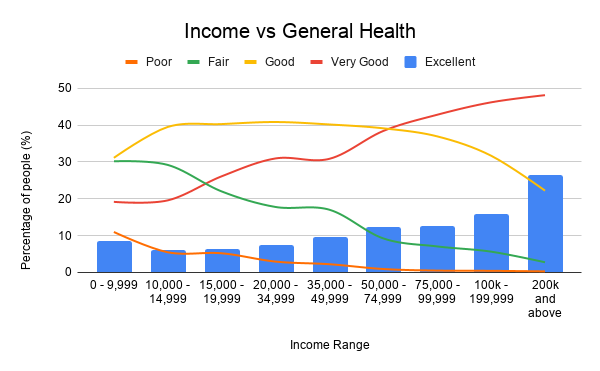 Income vs General Health
Poor Fair Good Very Good Excellent
Percentage of people (%)
50
40
30
20
10
0
0 - 9,999 10,000 - 15,000 - 20,000 - 35,000 - 50,000 - 75,000 - 100k - 200k
14,999 19,999 34,999 49,999 74,999 99,999 199,999 and
above
Income Range